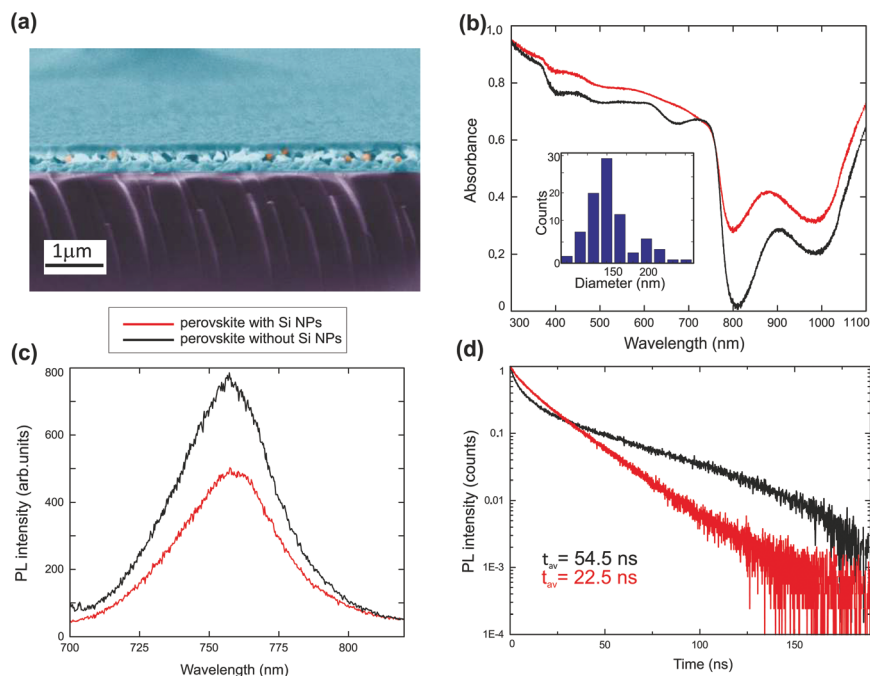 (a)
1μm
perovskite with Si NPs
perovskite without Si NPs
(b)
1.0
0.8
0.6
0.4
0.2
0
Absorbance
300 400 500 600 700 800 900 1000 1100
Wavelength (nm)
30
20
10
0
Counts
150 200
Diameter (nm)
(c)
800
600
400
200
0
PL intensity (arb.units)
700 725 750 775 800
Wavelength (nm)
(d)
1
0.1
0,01
1E-3
1E-4
PL intensity (counts)
tav= 54.5 ns
tav= 22.5 ns
0 50 100 150
Time (ns)